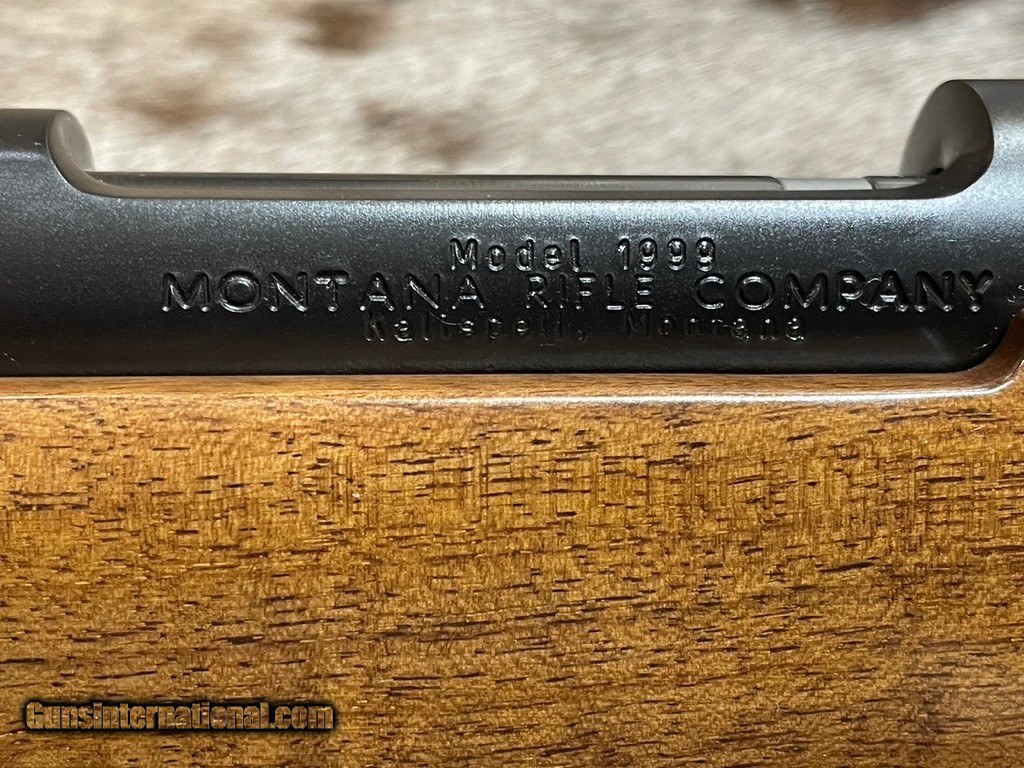 Model 1999
MONTANA RIFLE COMPANY
Kalispell, Montana
GunsInternational.com